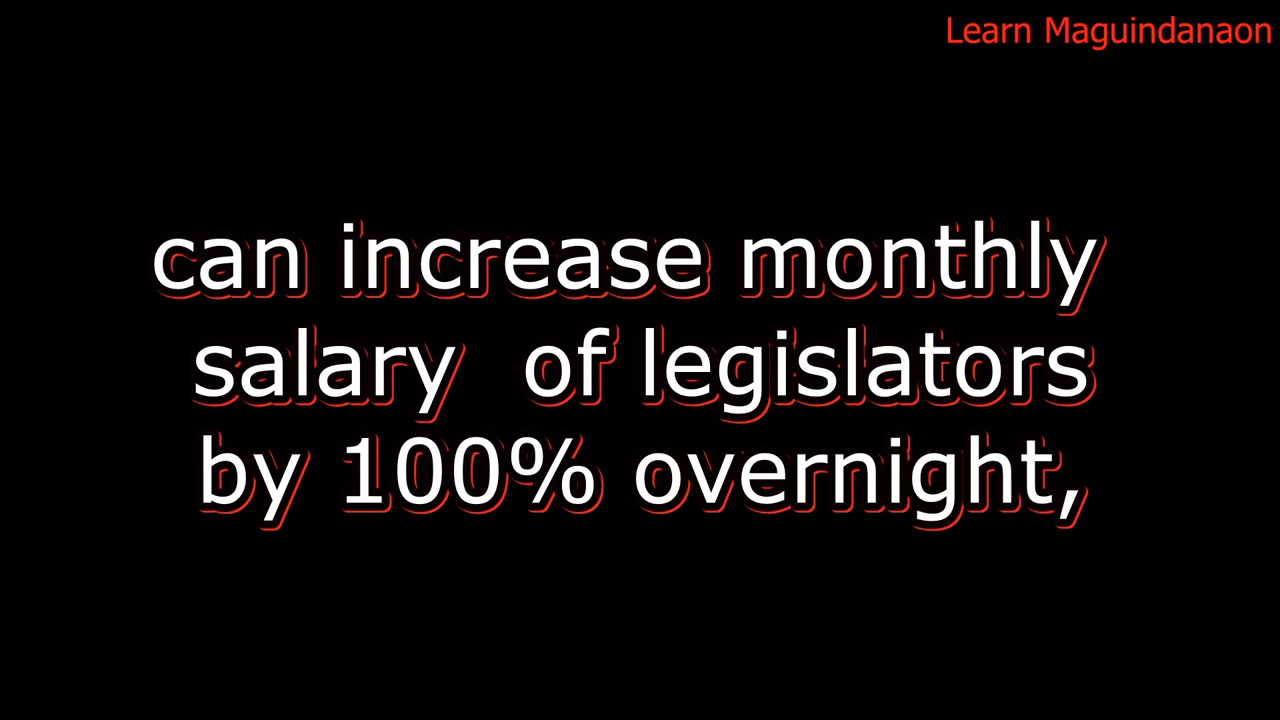 Learn Maguindanaon
can increase monthly
salary  of legislators
by 100% overnight,